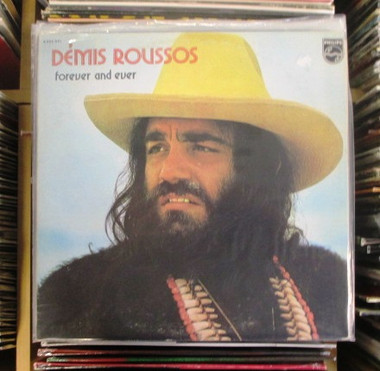 DÉMIS ROUSSOS
forever and ever
PHILIPS